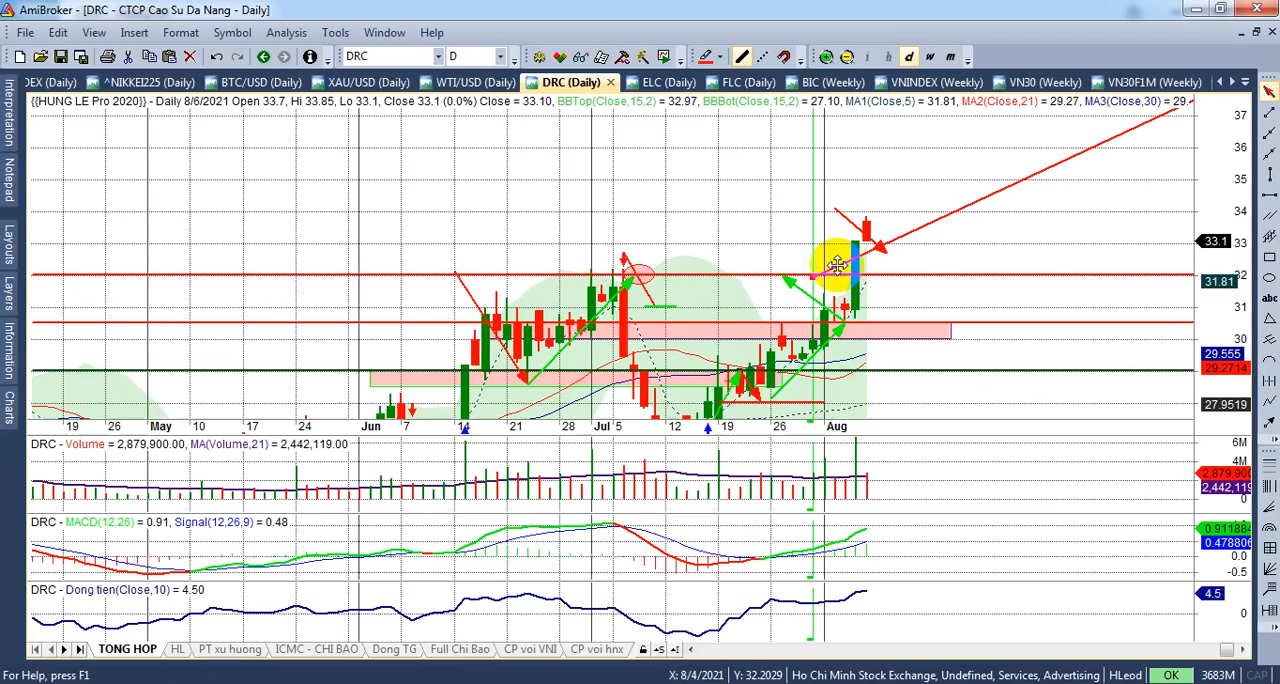 AmiBroker - [DRC - CTCP Cao Su Da Nang - Daily]
File Edit View Insert Format Symbol Analysis Tools Window Help
DRC D i h d w m
DEX (Daily) ^NIKKEI225 (Daily) BTC/USD (Daily) XAU/USD (Daily) WTI/USD (Daily) DRC (Daily) ELC (Daily) FLC (Daily) BIC (Weekly) VNINDEX (Weekly) VN30 (Weekly) VN30F1M (Weekly)
{{HUNG LE Pro 2020}} - Daily 8/6/2021 Open 33.7, Hi 33.85, Lo 33.1, Close 33.1 (0.0%) Close = 33.10, BBTop(Close,15,2) = 32.97, BBBot(Close,15,2) = 27.10, MA1(Close,5) = 31.81, MA2(Close,21) = 29.27, MA3(Close,30) = 29.
Interpretation
Notepad
Layouts
Layers
Information
Charts
37
36
35
34
33.1
33
32
31.81
31
30
29.555
29.2714
27.9519
19 26 May 10 17 24 Jun 7 14 21 28 Jul 5 12 19 26 Aug
abc
DRC - Volume = 2,879,900.00, MA(Volume,21) = 2,442,119.00
6M
4M
2,879,900
2,442,119
0
DRC - MACD(12,26) = 0.91, Signal(12,26,9) = 0.48
0.911884
0.478806
0.0
-0.5
DRC - Dong tien(Close,10) = 4.50
4.5
0
TONG HOP HL PT xu huong ICMC - CHI BAO Dong TG Full Chi Bao CP voi VNI CP voi hnx
For Help, press F1 X: 8/4/2021 Y: 32.2029 Ho Chi Minh Stock Exchange, Undefined, Services, Advertising HLeod OK 3683M CAP